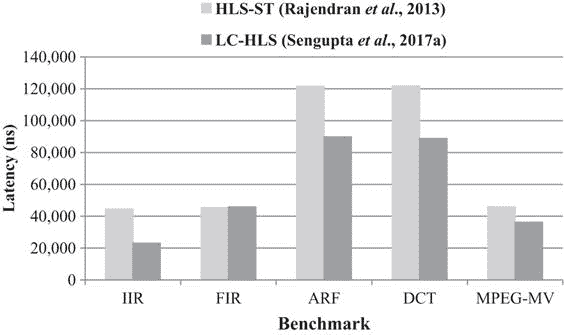 HLS-ST (Rajendran et al., 2013)
LC-HLS (Sengupta et al., 2017a)
140,000
120,000
100,000
80,000
60,000
40,000
20,000
0
Latency (ns)
IIR FIR ARF DCT MPEG-MV
Benchmark